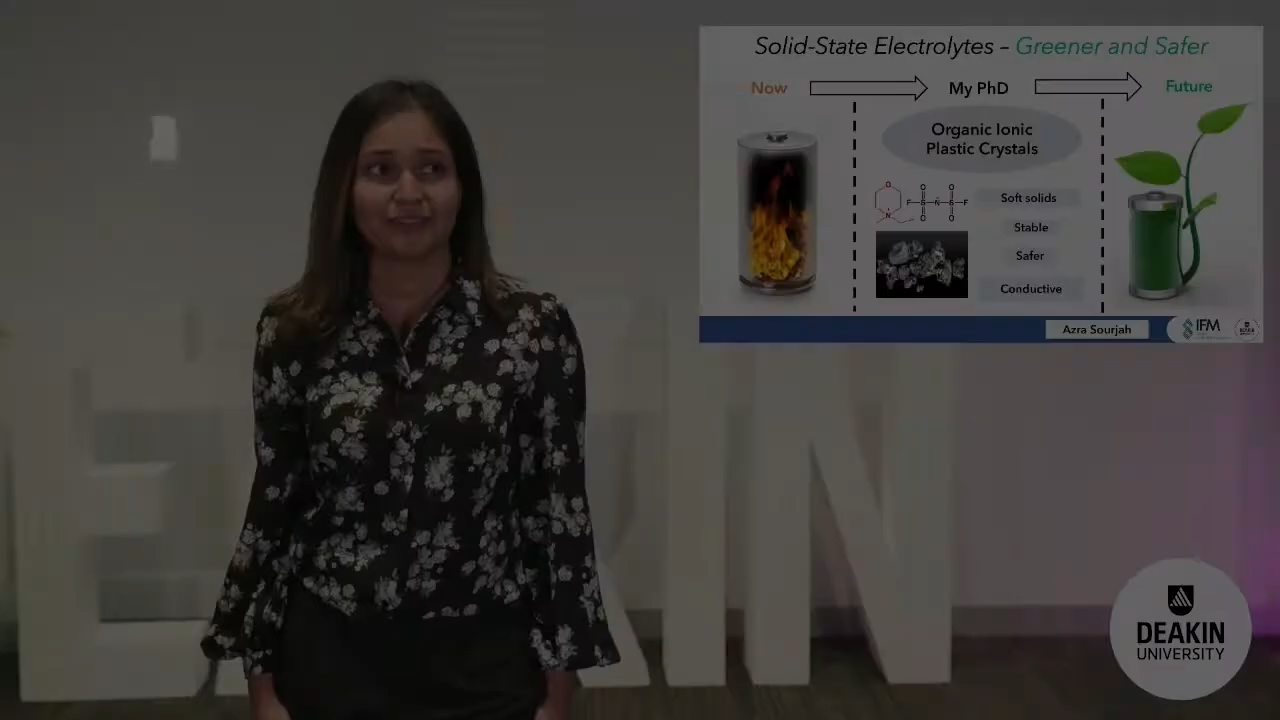 Solid-State Electrolytes – Greener and Safer
Now
My PhD
Future
Organic Ionic
Plastic Crystals
O
O
O
F
S
N
S
F
N
O
O
Soft solids
Stable
Safer
Conductive
Azra Sourjah
IFM
E
KIN
DEAKIN
UNIVERSITY